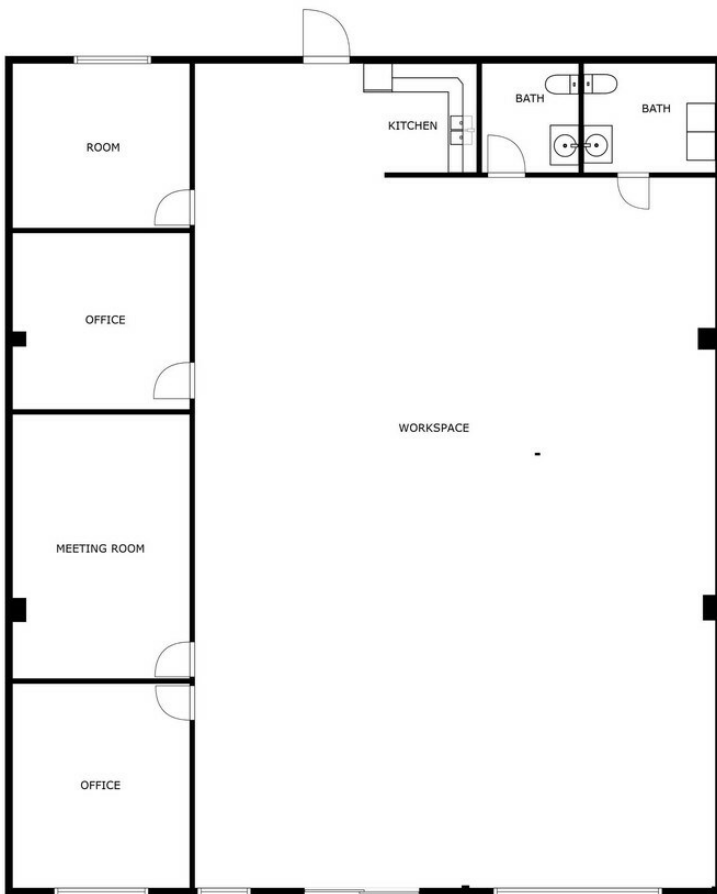 BATH
BATH
KITCHEN
ROOM
OFFICE
WORKSPACE
MEETING ROOM
OFFICE